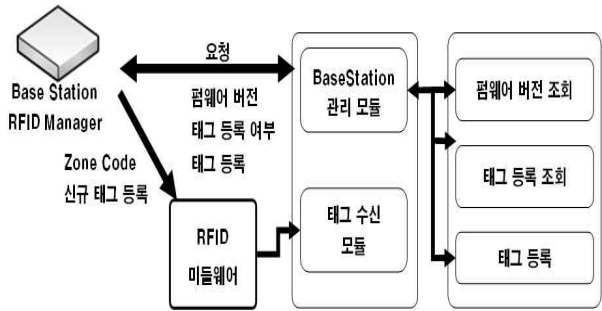 Base Station
RFID Manager
요청
펌웨어 버전
태그 등록 여부
태그 등록
Zone Code
신규 태그 등록
RFID
미들웨어
BaseStation
관리 모듈
태그 수신
모듈
펌웨어 버전 조회
태그 등록 조회
태그 등록